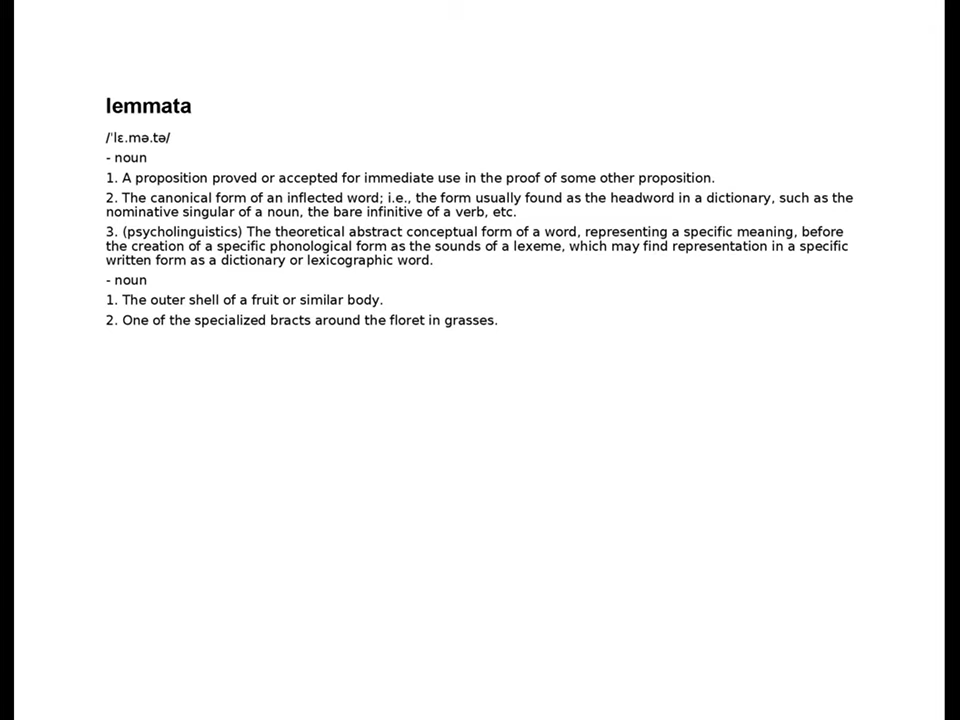 lemmata
/ˈlɛ.mə.tə/
- noun
1. A proposition proved or accepted for immediate use in the proof of some other proposition.
2. The canonical form of an inflected word; i.e., the form usually found as the headword in a dictionary, such as the
nominative singular of a noun, the bare infinitive of a verb, etc.
3. (psycholinguistics) The theoretical abstract conceptual form of a word, representing a specific meaning, before
the creation of a specific phonological form as the sounds of a lexeme, which may find representation in a specific
written form as a dictionary or lexicographic word.
- noun
1. The outer shell of a fruit or similar body.
2. One of the specialized bracts around the floret in grasses.